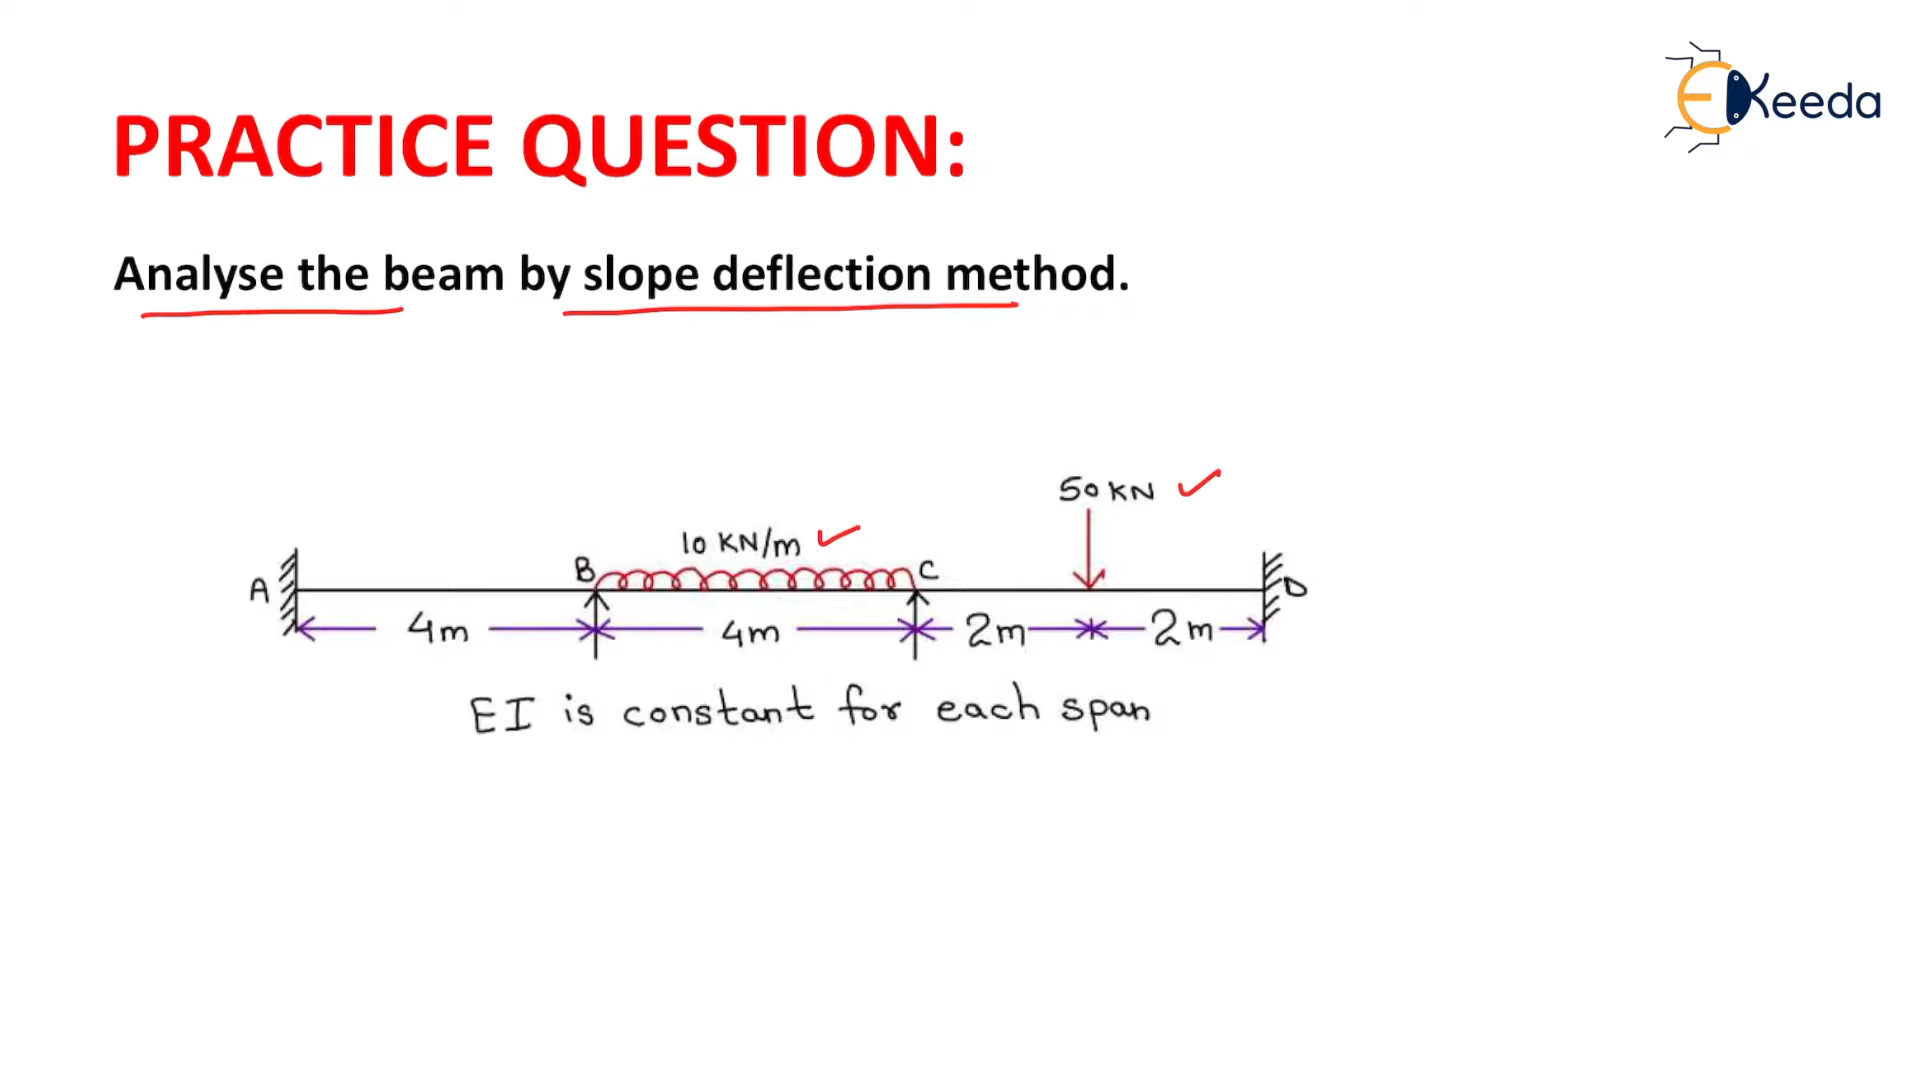 EKeeda
PRACTICE QUESTION:
Analyse the beam by slope deflection method.
50 KN
10 KN/m
A B C D
4m 4m 2m 2m
EI is constant for each span